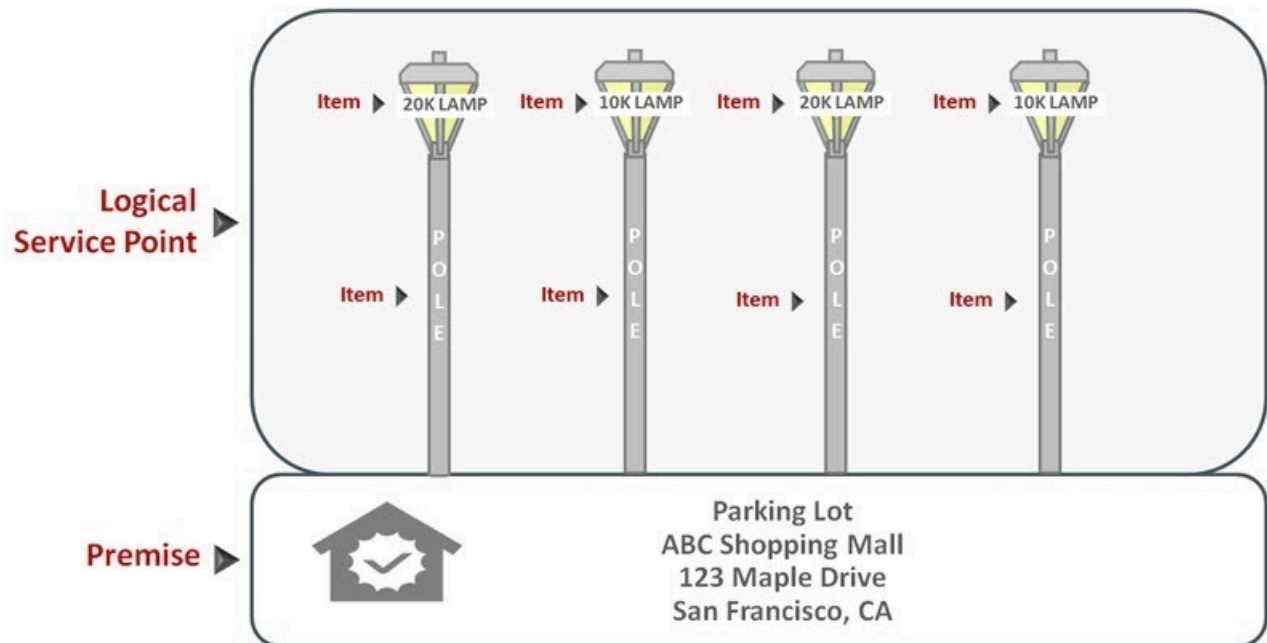 Item
20K LAMP
Item
10K LAMP
Item
20K LAMP
Item
10K LAMP
Logical
Service Point
Item
POLE
Item
POLE
Item
POLE
Item
POLE
Premise
Parking Lot
ABC Shopping Mall
123 Maple Drive
San Francisco, CA